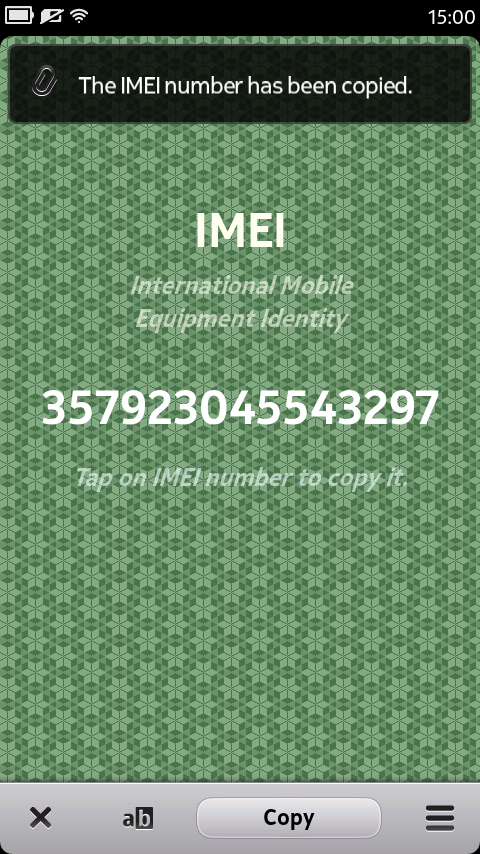 15:00
The IMEI number has been copied.
IMEI
International Mobile
Equipment Identity
357923045543297
Tap on IMEI number to copy it.
ab
Copy